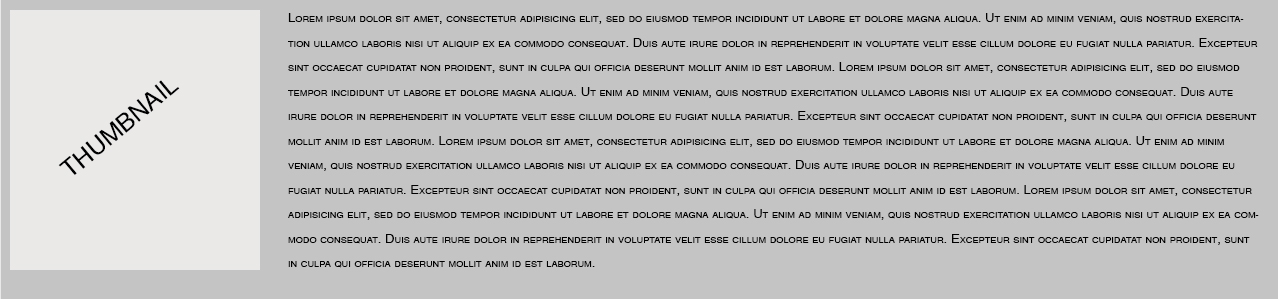 THUMBNAIL
Lorem ipsum dolor sit amet, consectetur adipisicing elit, sed do eiusmod tempor incididunt ut labore et dolore magna aliqua. Ut enim ad minim veniam, quis nostrud exercita-
tion ullamco laboris nisi ut aliquip ex ea commodo consequat. Duis aute irure dolor in reprehenderit in voluptate velit esse cillum dolore eu fugiat nulla pariatur. Excepteur
sint occaecat cupidatat non proident, sunt in culpa qui officia deserunt mollit anim id est laborum. Lorem ipsum dolor sit amet, consectetur adipisicing elit, sed do eiusmod
tempor incididunt ut labore et dolore magna aliqua. Ut enim ad minim veniam, quis nostrud exercitation ullamco laboris nisi ut aliquip ex ea commodo consequat. Duis aute
irure dolor in reprehenderit in voluptate velit esse cillum dolore eu fugiat nulla pariatur. Excepteur sint occaecat cupidatat non proident, sunt in culpa qui officia deserunt
mollit anim id est laborum. Lorem ipsum dolor sit amet, consectetur adipisicing elit, sed do eiusmod tempor incididunt ut labore et dolore magna aliqua. Ut enim ad minim
veniam, quis nostrud exercitation ullamco laboris nisi ut aliquip ex ea commodo consequat. Duis aute irure dolor in reprehenderit in voluptate velit esse cillum dolore eu
fugiat nulla pariatur. Excepteur sint occaecat cupidatat non proident, sunt in culpa qui officia deserunt mollit anim id est laborum. Lorem ipsum dolor sit amet, consectetur
adipisicing elit, sed do eiusmod tempor incididunt ut labore et dolore magna aliqua. Ut enim ad minim veniam, quis nostrud exercitation ullamco laboris nisi ut aliquip ex ea com-
modo consequat. Duis aute irure dolor in reprehenderit in voluptate velit esse cillum dolore eu fugiat nulla pariatur. Excepteur sint occaecat cupidatat non proident, sunt
in culpa qui officia deserunt mollit anim id est laborum.